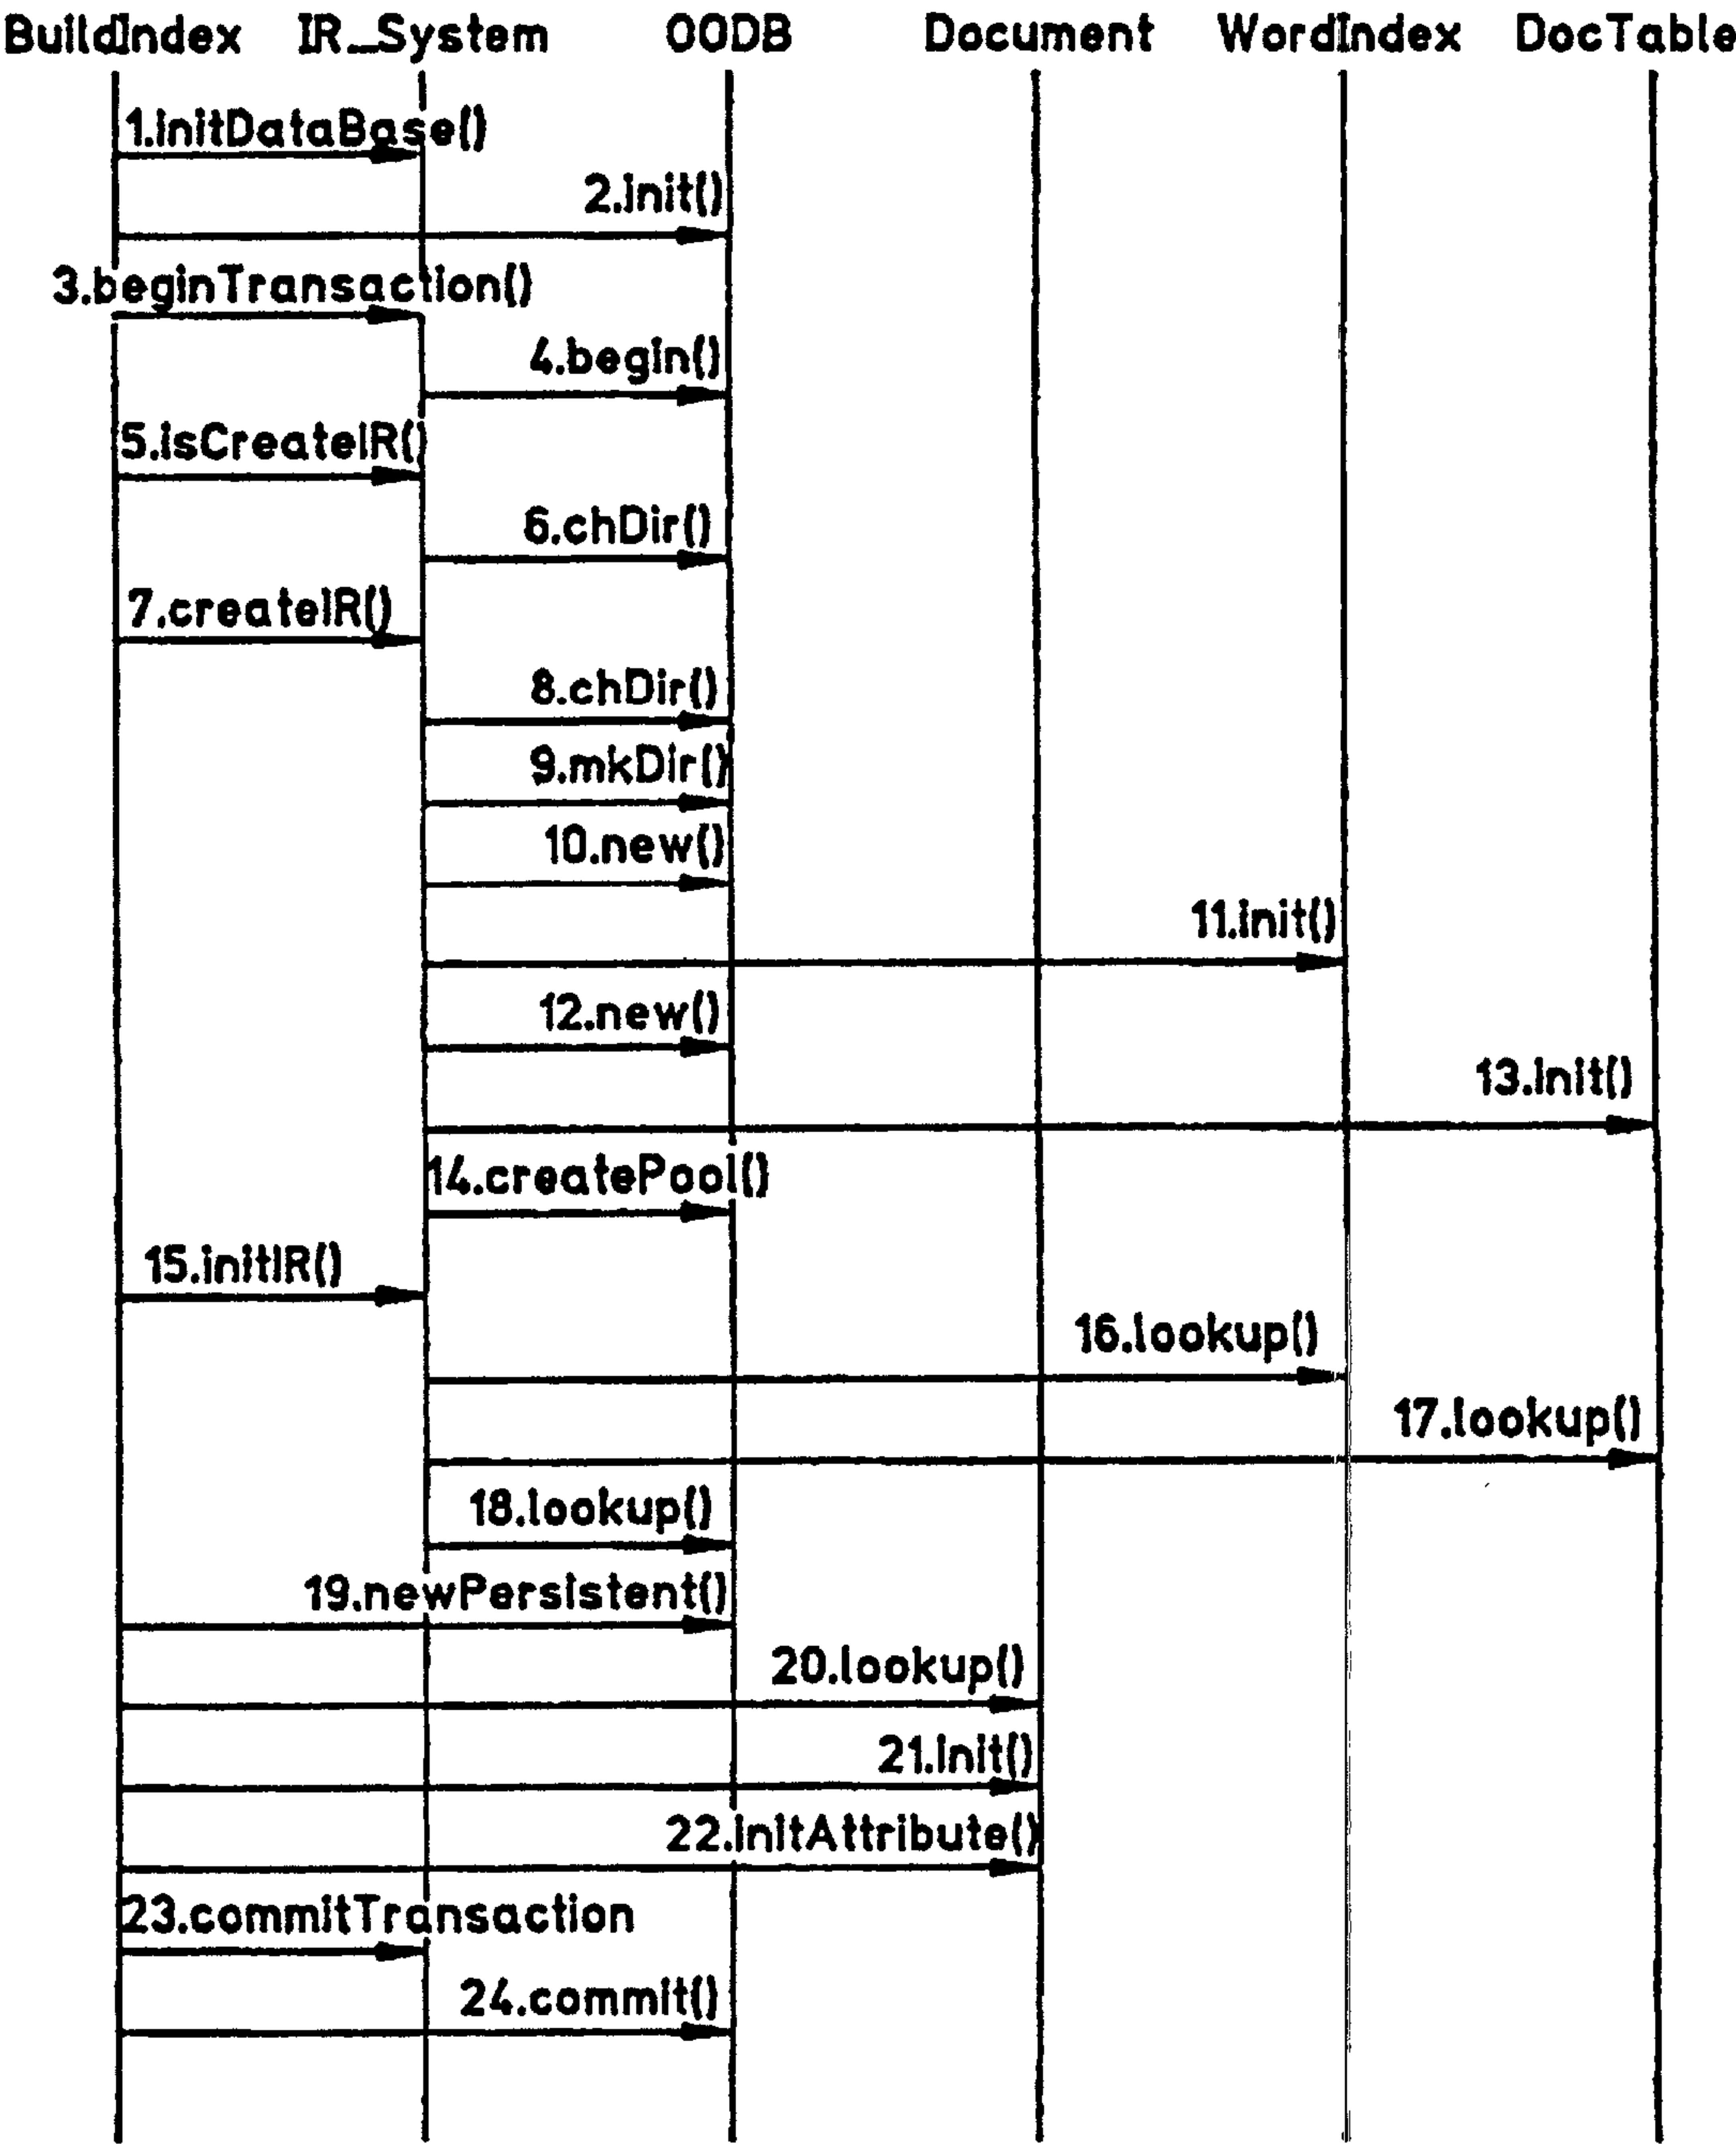 BuildIndex IR_System OODB Document WordIndex DocTable
1.initDataBase()
2.init()
3.beginTransaction()
4.begin()
5.isCreateIR()
6.chDir()
7.createIR()
8.chDir()
9.mkDir()
10.new()
11.init()
12.new()
13.init()
14.createPool()
15.initIR()
16.lookup()
17.lookup()
18.lookup()
19.newPersistent()
20.lookup()
21.init()
22.initAttribute()
23.commitTransaction
24.commit()